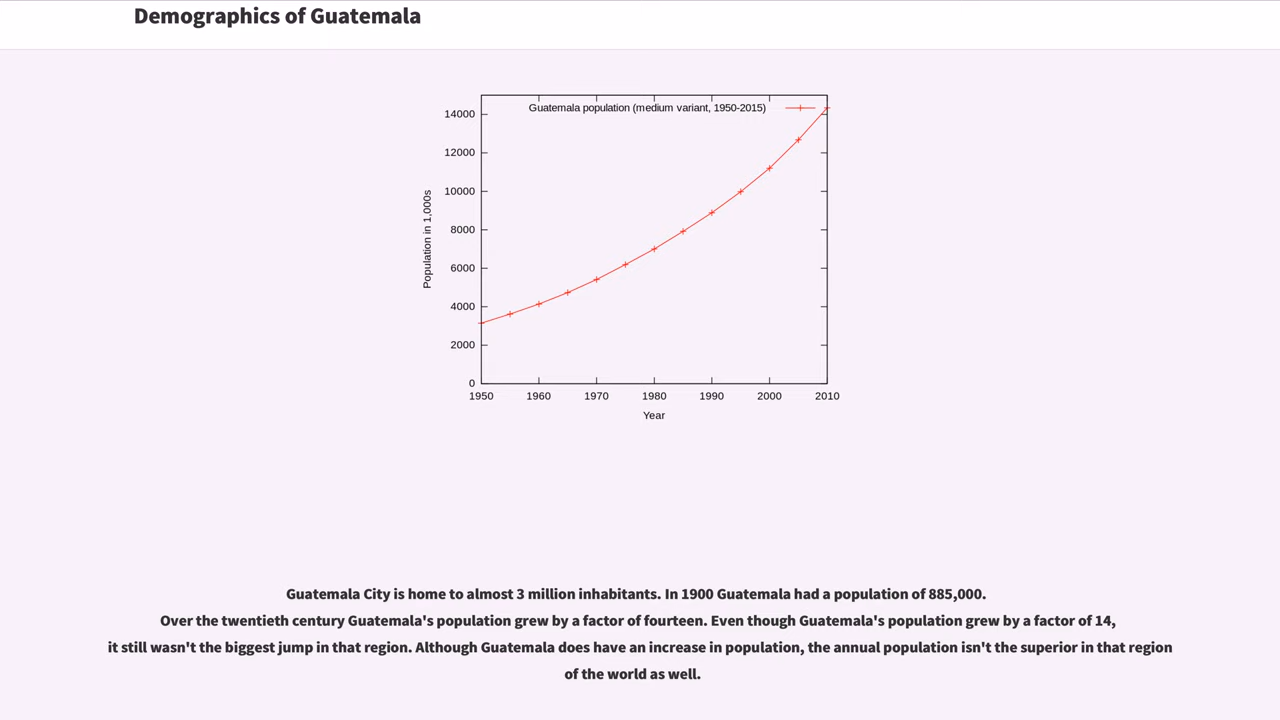 Demographics of Guatemala
Guatemala population (medium variant, 1950-2015)
14000
12000
10000
8000
6000
4000
2000
0
Population in 1,000s
1950 1960 1970 1980 1990 2000 2010
Year
Guatemala City is home to almost 3 million inhabitants. In 1900 Guatemala had a population of 885,000.
Over the twentieth century Guatemala's population grew by a factor of fourteen. Even though Guatemala's population grew by a factor of 14,
it still wasn't the biggest jump in that region. Although Guatemala does have an increase in population, the annual population isn't the superior in that region
of the world as well.